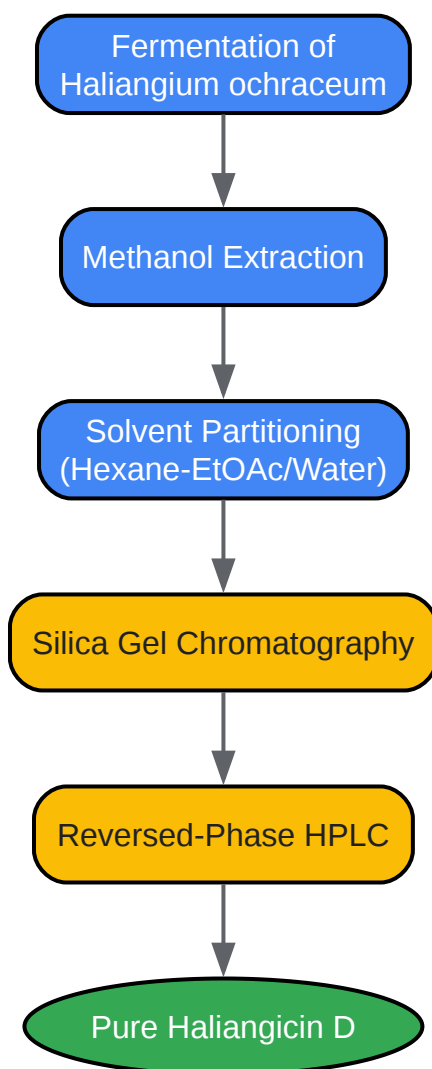 Fermentation of
Haliangium ochraceum
Methanol Extraction
Solvent Partitioning
(Hexane-EtOAc/Water)
Silica Gel Chromatography
Reversed-Phase HPLC
Pure Haliangicin D